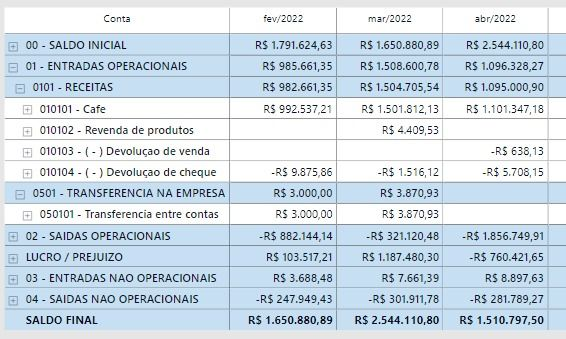 Conta fev/2022 mar/2022 abr/2022
00 - SALDO INICIAL R$ 1.791.624,63 R$ 1.650.880,89 R$ 2.544.110,80
01 - ENTRADAS OPERACIONAIS R$ 985.661,35 R$ 1.508.600,78 R$ 1.096.328,27
0101 - RECEITAS R$ 982.661,35 R$ 1.504.705,54 R$ 1.095.000,90
010101 - Cafe R$ 992.537,21 R$ 1.501.812,13 R$ 1.101.347,18
010102 - Revenda de produtos R$ 4.409,53
010103 - ( - ) Devoluçao de venda -R$ 638,13
010104 - ( - ) Devoluçao de cheque -R$ 9.875,86 -R$ 1.516,12 -R$ 5.708,15
0501 - TRANSFERENCIA NA EMPRESA R$ 3.000,00 R$ 3.870,93
050101 - Transferencia entre contas R$ 3.000,00 R$ 3.870,93
02 - SAIDAS OPERACIONAIS -R$ 882.144,14 -R$ 321.120,48 -R$ 1.856.749,91
LUCRO / PREJUIZO R$ 103.517,21 R$ 1.187.480,30 -R$ 760.421,65
03 - ENTRADAS NAO OPERACIONAIS R$ 3.688,48 R$ 7.661,39 R$ 8.897,63
04 - SAIDAS NAO OPERACIONAIS -R$ 247.949,43 -R$ 301.911,78 -R$ 281.789,27
SALDO FINAL R$ 1.650.880,89 R$ 2.544.110,80 R$ 1.510.797,50